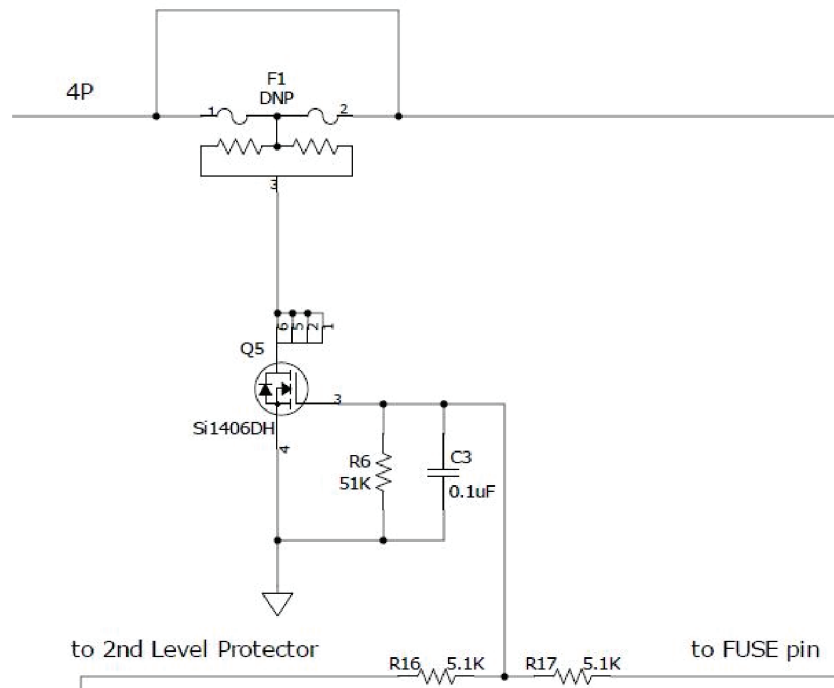 F1
DNP
4P
1
2
3
6
5
2
1
Q5
3
Si1406DH
4
R6
51K
C3
0.1uF
to 2nd Level Protector
R16 5.1K R17 5.1K
to FUSE pin